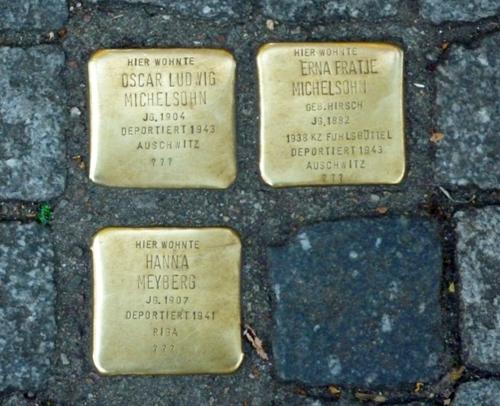 HIER WOHNTE
OSCAR LUDWIG
MICHELSOHN
JG. 1904
DEPORTIERT 1943
AUSCHWITZ
? ? ?
HIER WOHNTE
ERNA FRATJE
MICHELSOHN
GEB. HIRSCH
JG. 1882
1938 KZ FUHLSBÜTTEL
DEPORTIERT 1943
AUSCHWITZ
? ? ?
HIER WOHNTE
HANNA
MEYBERG
JG. 1907
DEPORTIERT 1941
RIGA
? ? ?